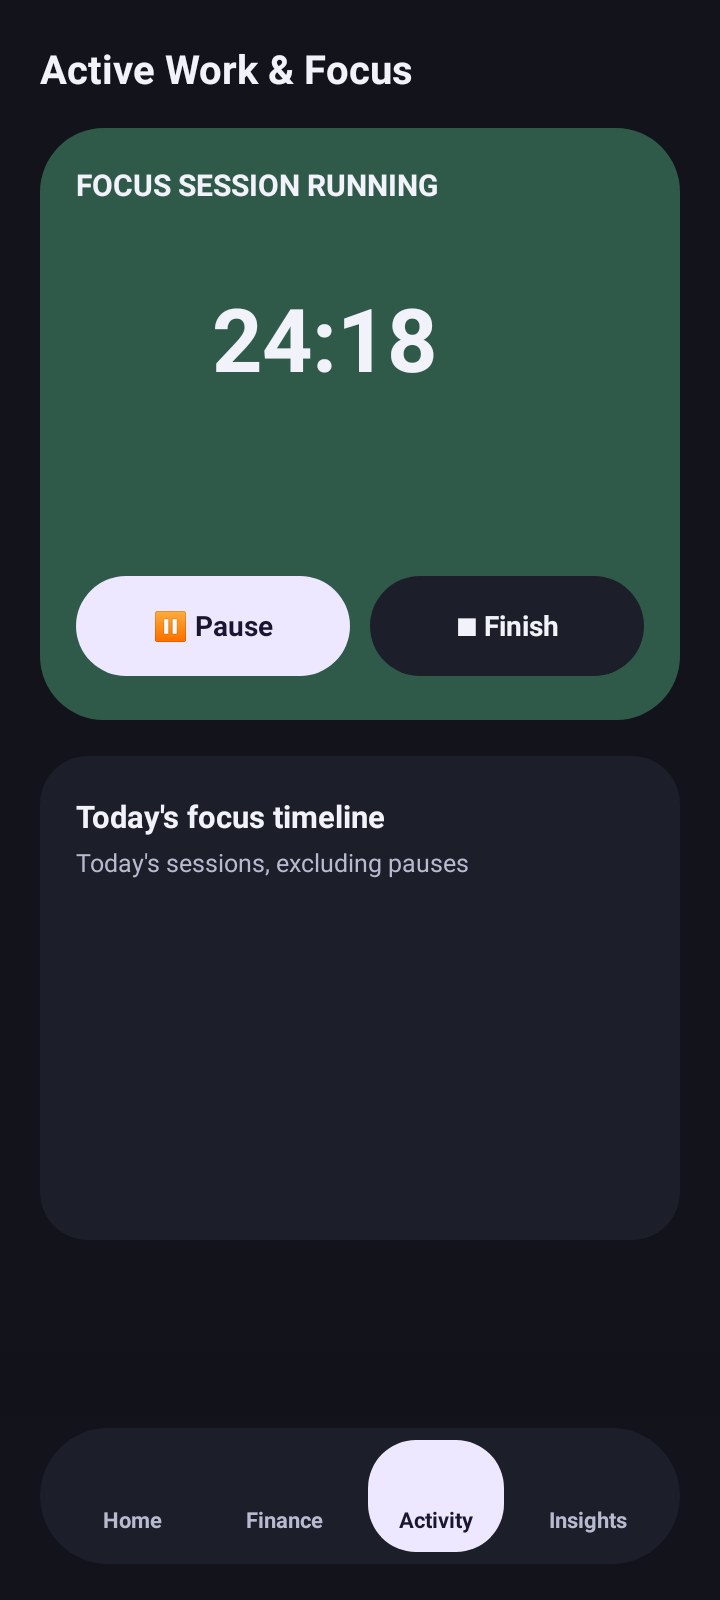 Active Work & Focus
FOCUS SESSION RUNNING
24:18
⏸️ Pause
⏹ Finish
Today's focus timeline
Today's sessions, excluding pauses
Home
Finance
Activity
Insights